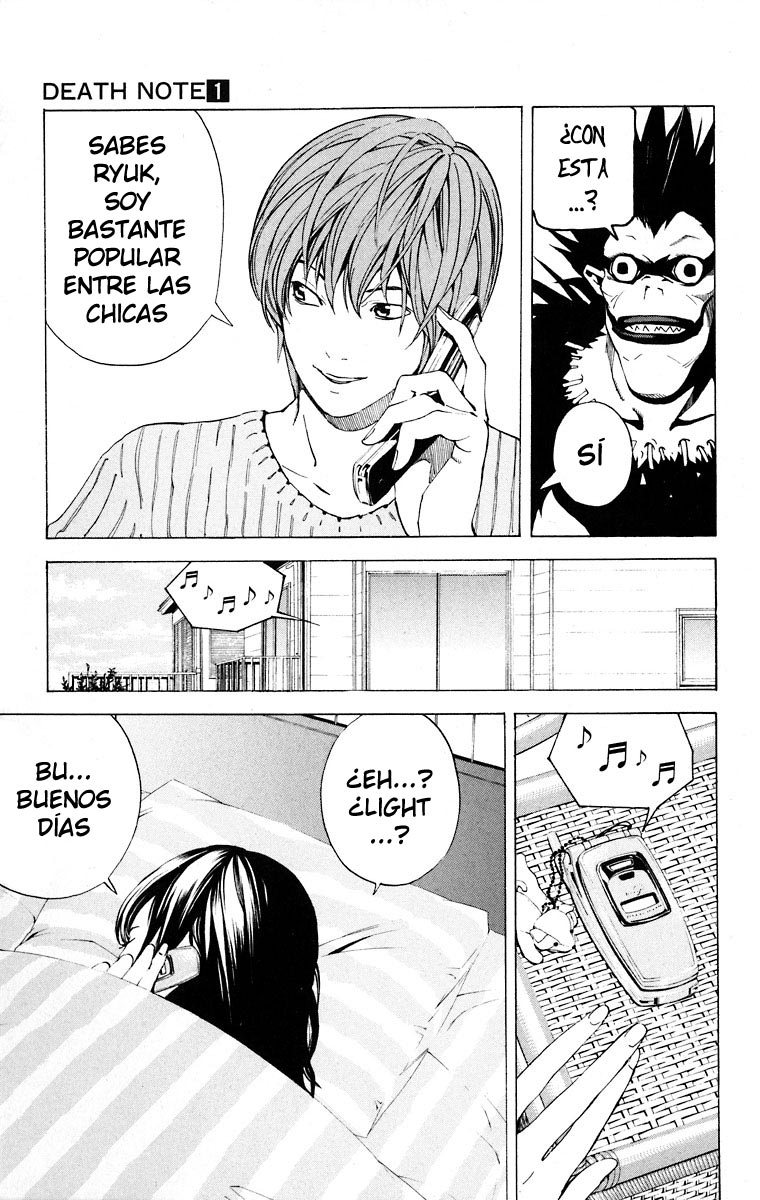 DEATH NOTE 1
¿CON
ESTA
...?
SÍ
SABES
RYUK,
SOY
BASTANTE
POPULAR
ENTRE LAS
CHICAS
¿EH...?
¿LIGHT
...?
BU...
BUENOS
DÍAS